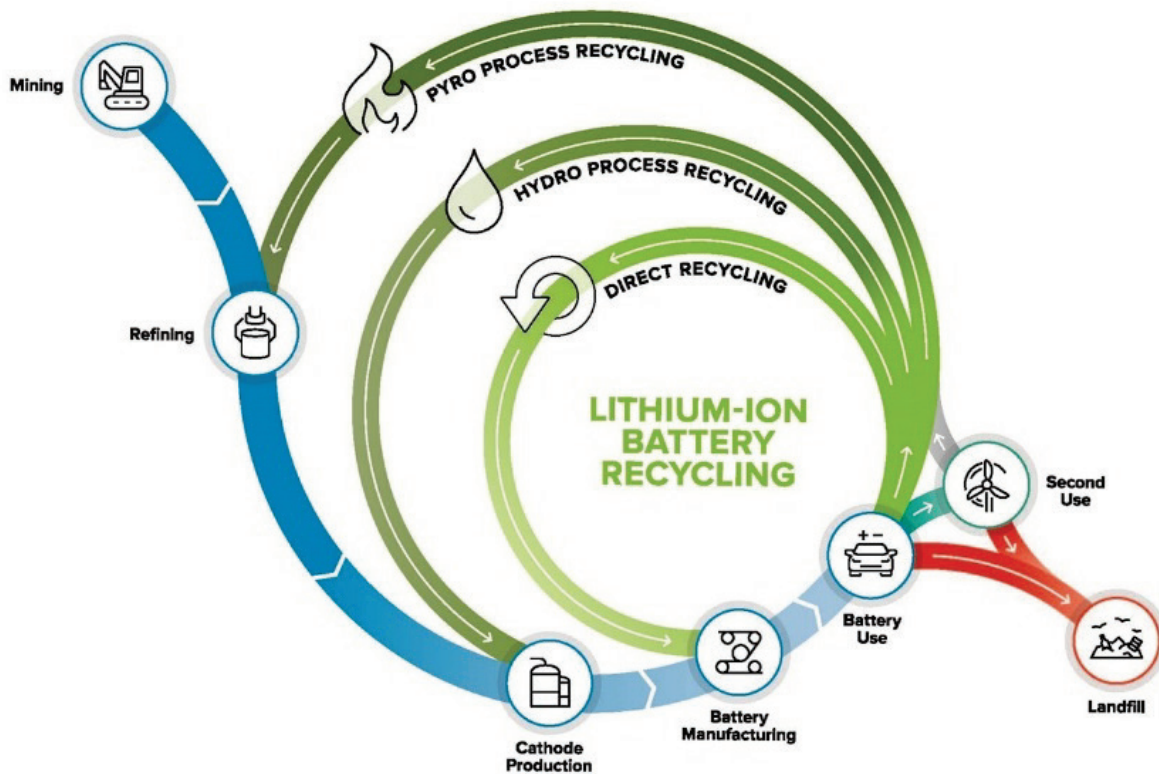 Mining
PYRO PROCESS RECYCLING
HYDRO PROCESS RECYCLING
DIRECT RECYCLING
Refining
LITHIUM-ION
BATTERY
RECYCLING
Second
Use
+ -
Battery
Use
Landfill
Battery
Manufacturing
Cathode
Production